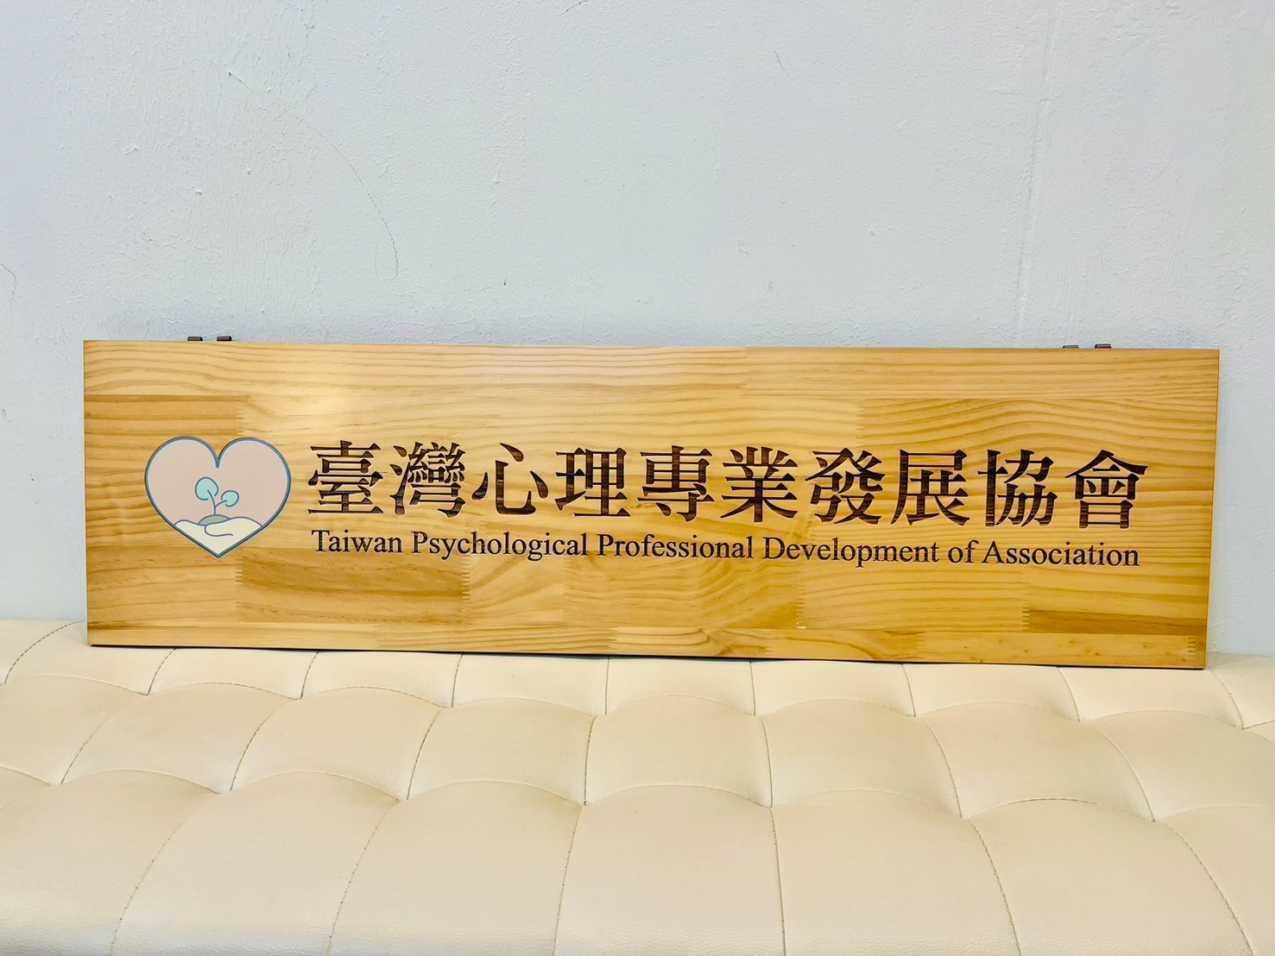 臺灣心理專業發展協會
Taiwan Psychological Professional Development of Association